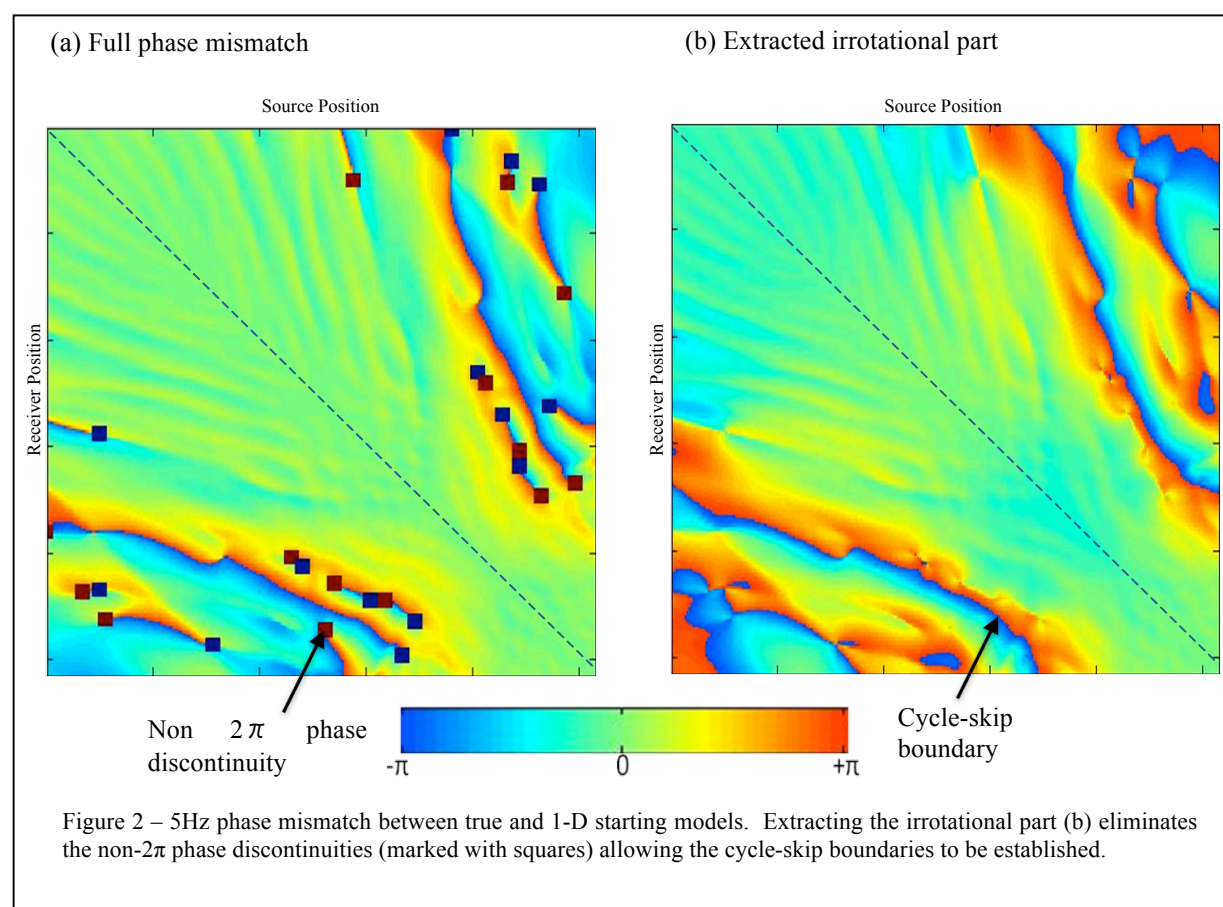 (a) Full phase mismatch
(b) Extracted irrotational part
Source Position
Source Position
Receiver Position
Receiver Position
Non 2π phase
discontinuity
-π
0
+π
Cycle-skip
boundary
Figure 2 – 5Hz phase mismatch between true and 1-D starting models. Extracting the irrotational part (b) eliminates
the non-2π phase discontinuities (marked with squares) allowing the cycle-skip boundaries to be established.